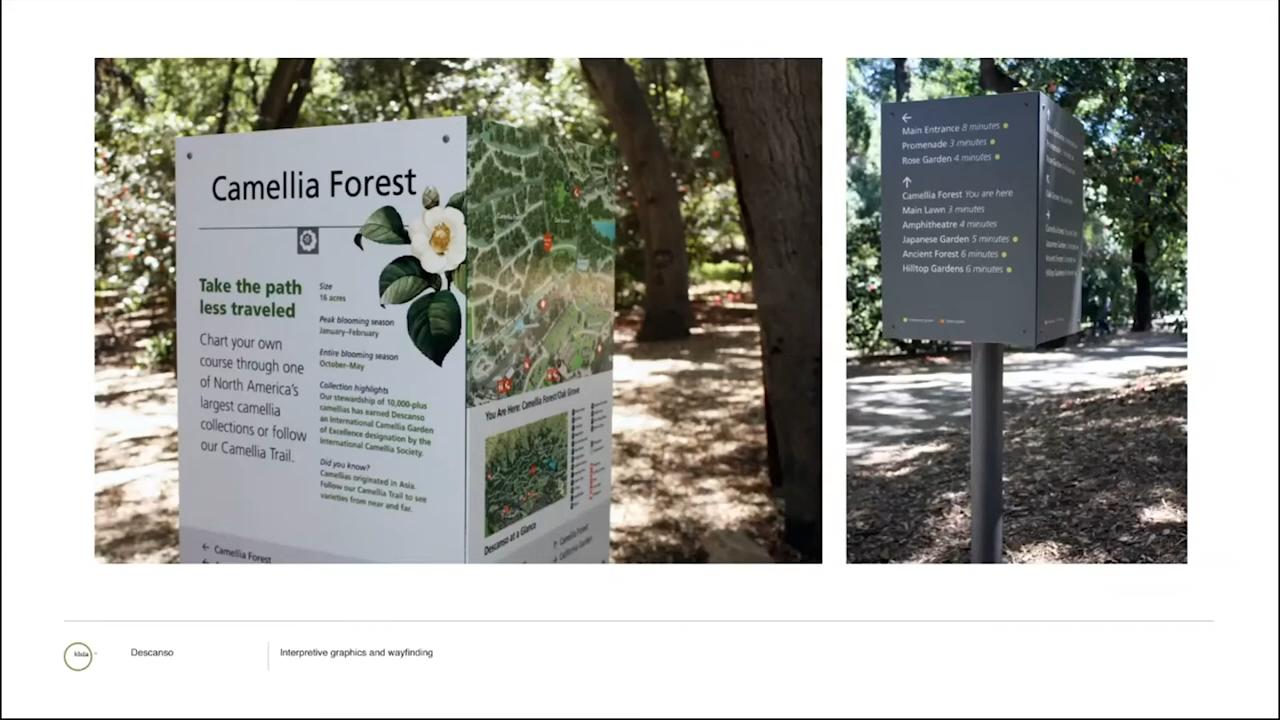 Camellia Forest
Take the path
less traveled
Chart your own
course through one
of North America's
largest camellia
collections or follow
our Camellia Trail.
Size
16 acres
Peak blooming season
January–February
Entire blooming season
October–May
Collection highlights
Our stewardship of 10,000-plus
camellias has earned Descanso
an International Camellia Garden
of Excellence designation by the
International Camellia Society.
Did you know?
Camellias originated in Asia.
Follow our Camellia Trail to see
varieties from near and far.
← Camellia Forest
You Are Here: Camellia Forest/Oak Grove
Descanso at a Glance
↑ Camellia Forest
→ California Garden
←
Main Entrance 8 minutes
Promenade 3 minutes
Rose Garden 4 minutes
↑
Camellia Forest You are here
Main Lawn 3 minutes
Amphitheatre 4 minutes
Japanese Garden 5 minutes
Ancient Forest 6 minutes
Hilltop Gardens 6 minutes
Descanso
Interpretive graphics and wayfinding